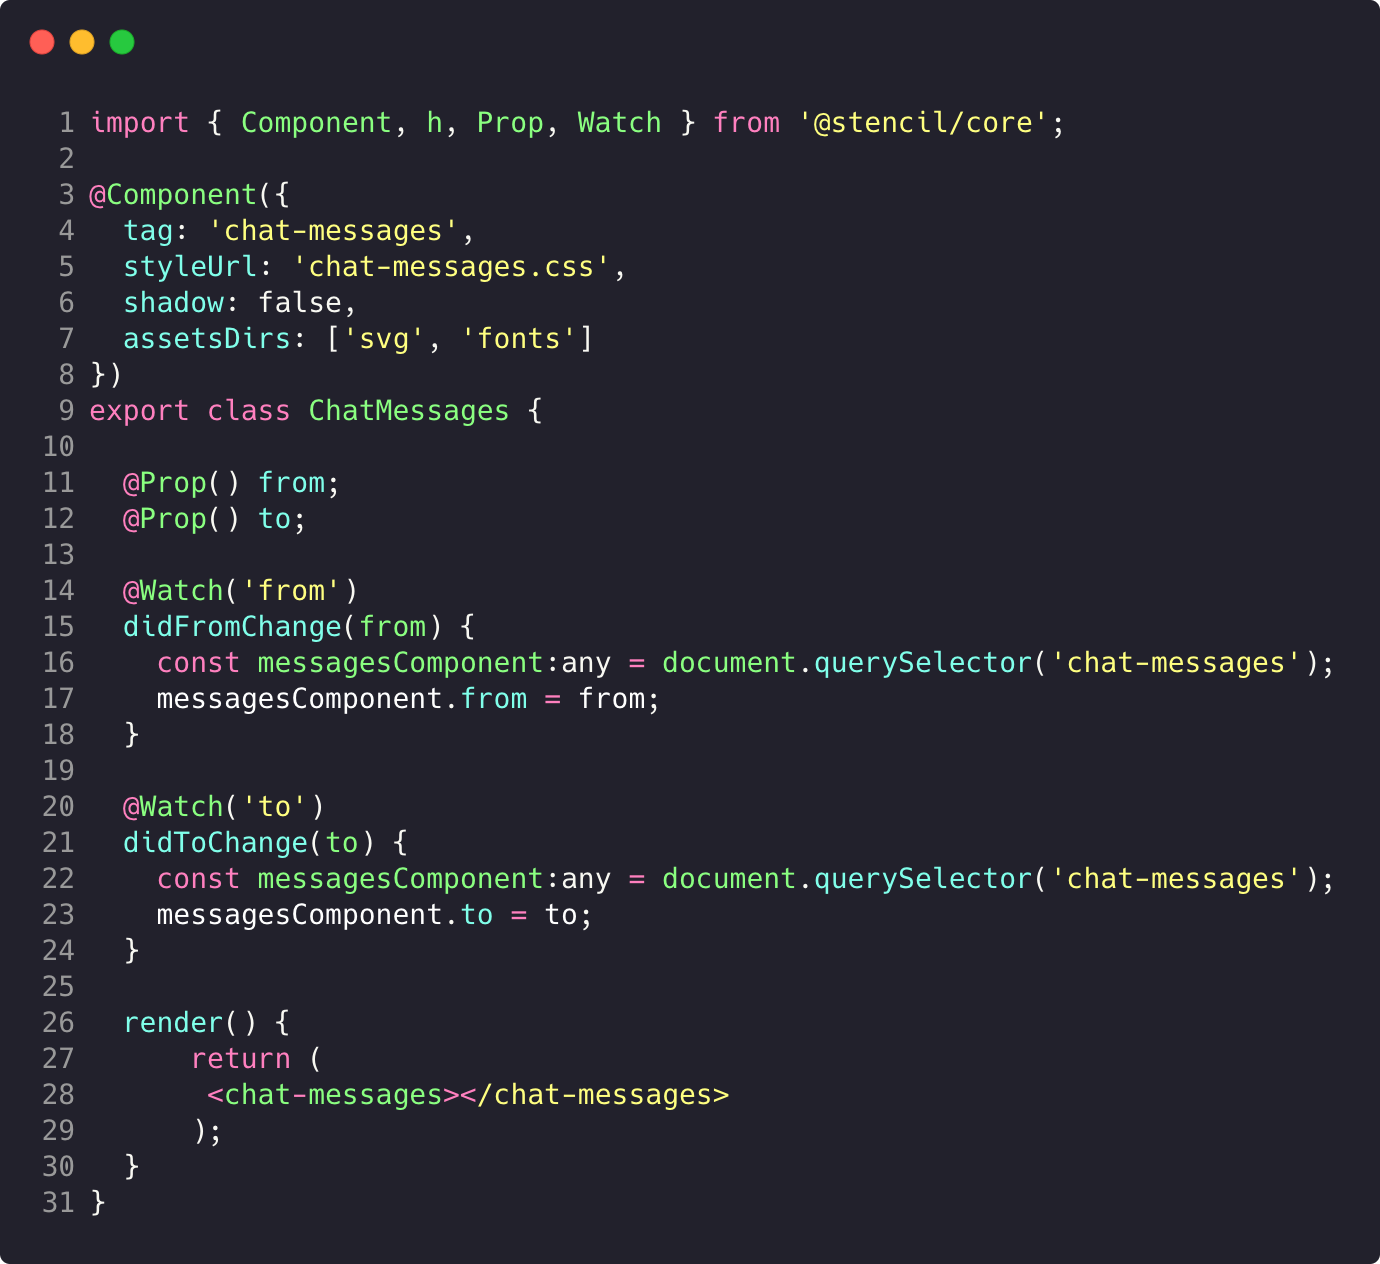 1 import { Component, h, Prop, Watch } from '@stencil/core';
2
3 @Component({
4   tag: 'chat-messages',
5   styleUrl: 'chat-messages.css',
6   shadow: false,
7   assetsDirs: ['svg', 'fonts']
8 })
9 export class ChatMessages {
10
11   @Prop() from;
12   @Prop() to;
13
14   @Watch('from')
15   didFromChange(from) {
16     const messagesComponent:any = document.querySelector('chat-messages');
17     messagesComponent.from = from;
18   }
19
20   @Watch('to')
21   didToChange(to) {
22     const messagesComponent:any = document.querySelector('chat-messages');
23     messagesComponent.to = to;
24   }
25
26   render() {
27       return (
28        <chat-messages></chat-messages>
29       );
30   }
31 }